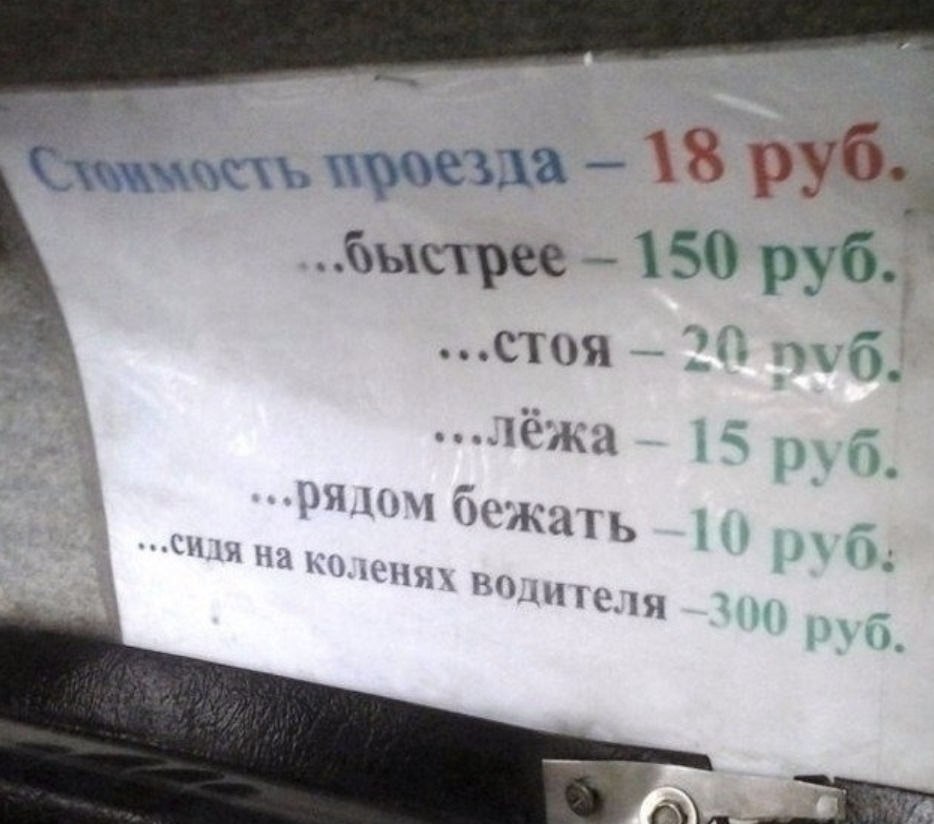 Стоимость проезда – 18 руб.
...быстрее – 150 руб.
...стоя – 20 руб.
...лёжа – 15 руб.
...рядом бежать –10 руб.
...сидя на коленях водителя –300 руб.